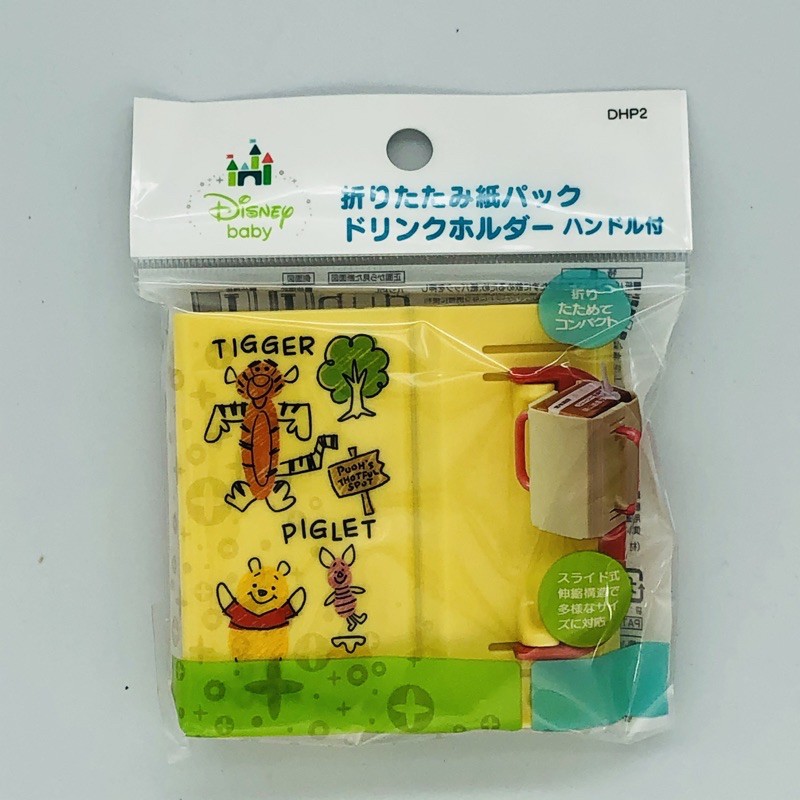 DHP2
Disney
baby
折りたたみ紙パック
ドリンクホルダー ハンドル付
折り
たためて
コンパクト
TIGGER
POOH'S
THOTFUL
SPOT
PIGLET
スライド式
伸縮構造で
多様なサイ
ズに対応